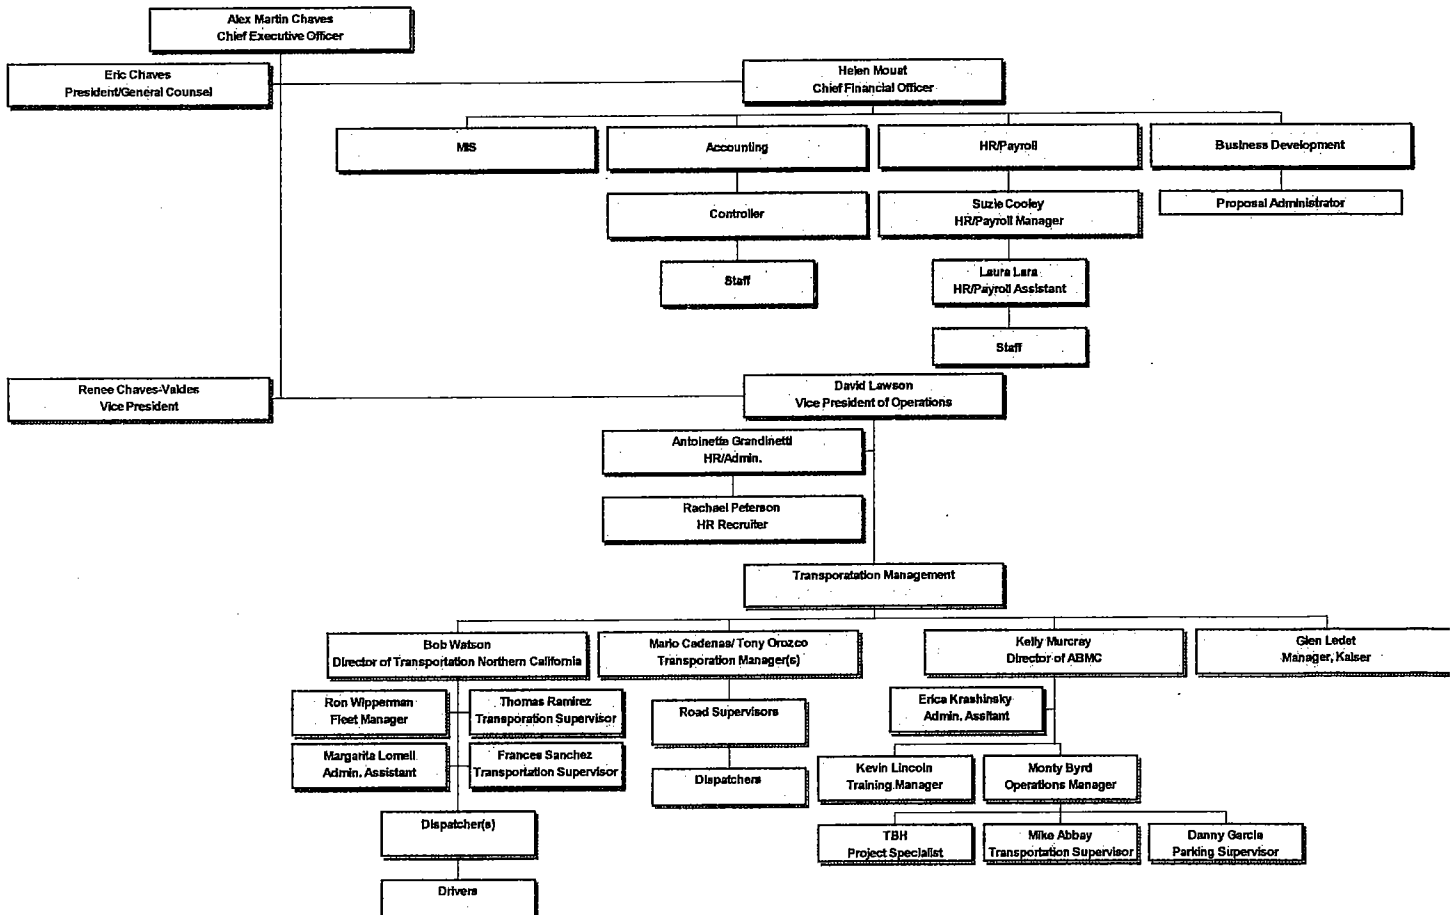 Alex Martin Chaves
Chief Executive Officer
Eric Chaves
President/General Counsel
Helen Mouat
Chief Financial Officer
MIS
Accounting
HR/Payroll
Business Development
Controller
Suzie Cooley
HR/Payroll Manager
Proposal Administrator
Staff
Laura Lara
HR/Payroll Assistant
Staff
Renee Chaves-Valdes
Vice President
David Lawson
Vice President of Operations
Antoinette Grandinetti
HR/Admin.
Rachael Peterson
HR Recruiter
Transporatation Management
Bob Watson
Director of Transportation Northern California
Mario Cadenas/ Tony Orozco
Transporation Manager(s)
Kelly Murcray
Director of ABMC
Glen Ledet
Manager, Kaiser
Ron Wipperman
Fleet Manager
Thomas Ramirez
Transporation Supervisor
Margarita Lomeli
Admin. Assistant
Frances Sanchez
Transportation Supervisor
Road Supervisors
Dispatchers
Erica Krashinsky
Admin. Assitant
Kevin Lincoln
Training Manager
Monty Byrd
Operations Manager
TBH
Project Specialist
Mike Abbay
Transportation Supervisor
Danny Garcia
Parking Supervisor
Dispatcher(s)
Drivers